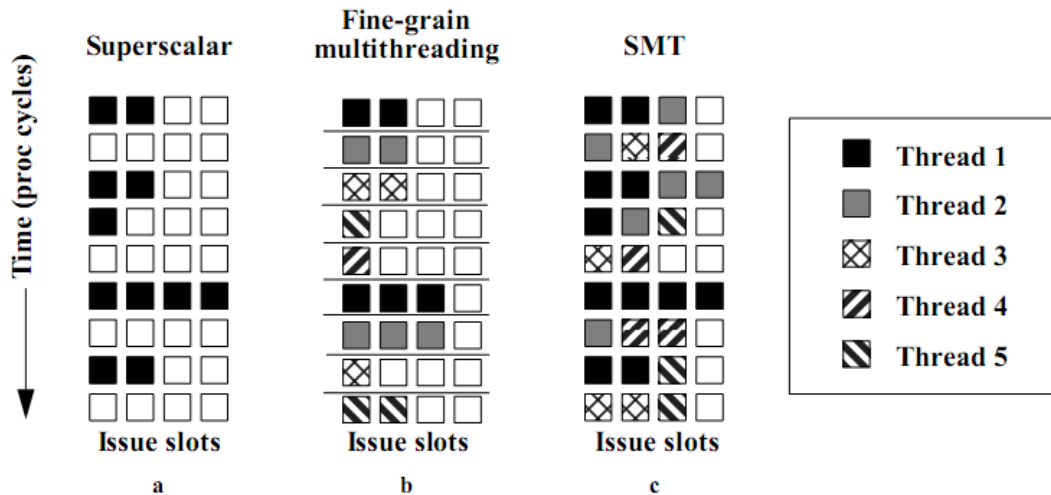 Superscalar
Fine-grain
multithreading
SMT
Time (proc cycles)
Thread 1
Thread 2
Thread 3
Thread 4
Thread 5
Issue slots
Issue slots
Issue slots
a
b
c